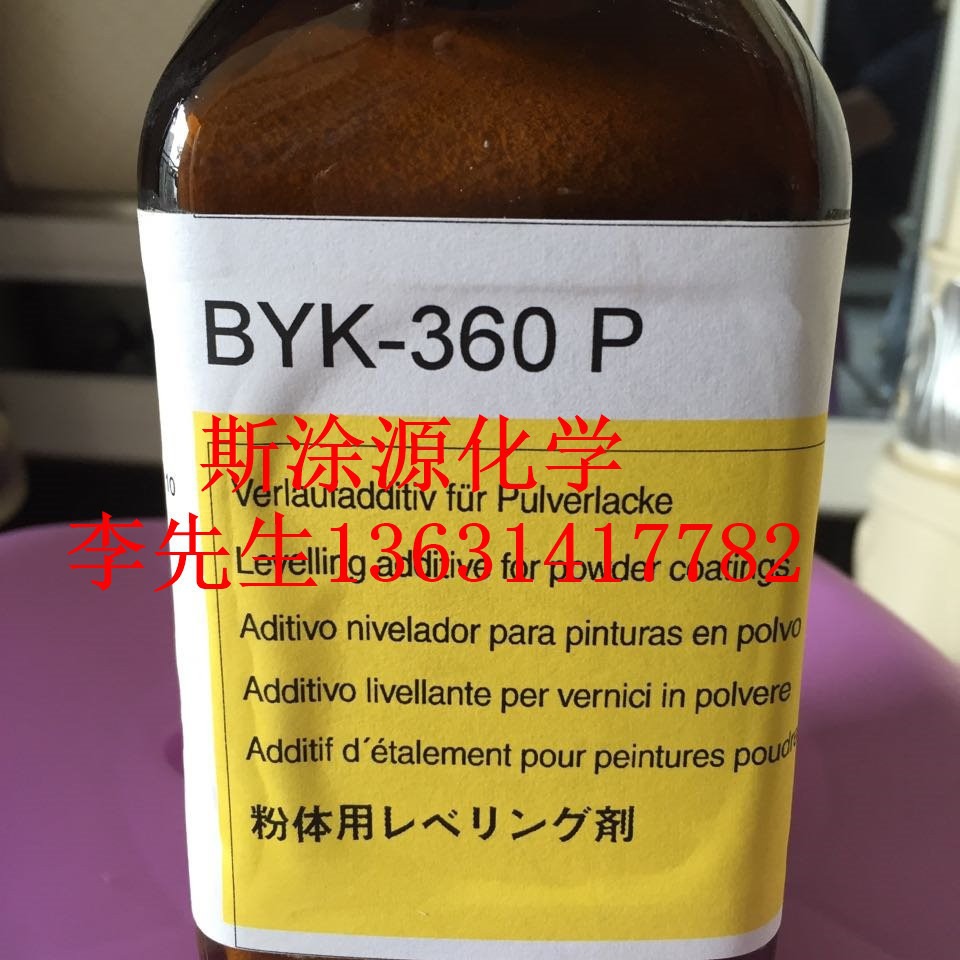 BYK-360 P
斯涂源化学
Verlaufadditiv für Pulverlacke
李先生13631417782
Levelling additive for powder coatings
Aditivo nivelador para pinturas en polvo
Additivo livellante per vernici in polvere
Additif d´étalement pour peintures poudre
粉体用レベリング剤
10